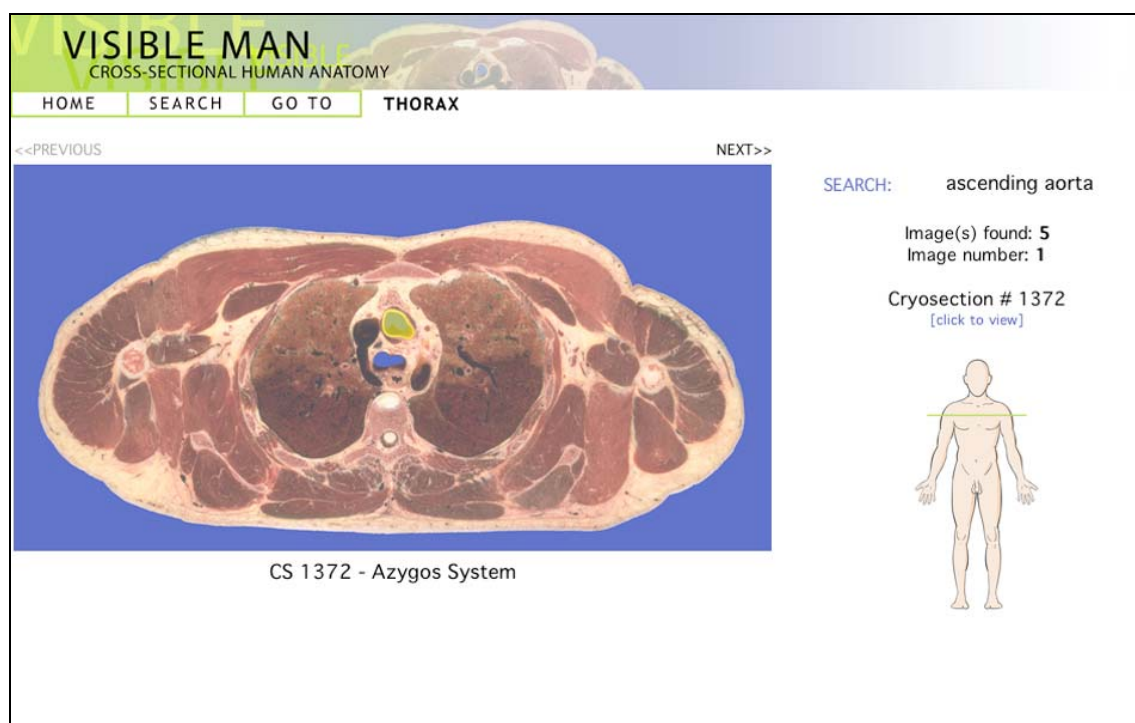 VISIBLE MAN
CROSS-SECTIONAL HUMAN ANATOMY
HOME SEARCH GO TO THORAX
<<PREVIOUS NEXT>>
SEARCH: ascending aorta
Image(s) found: 5
Image number: 1
Cryosection # 1372
[click to view]
CS 1372 - Azygos System